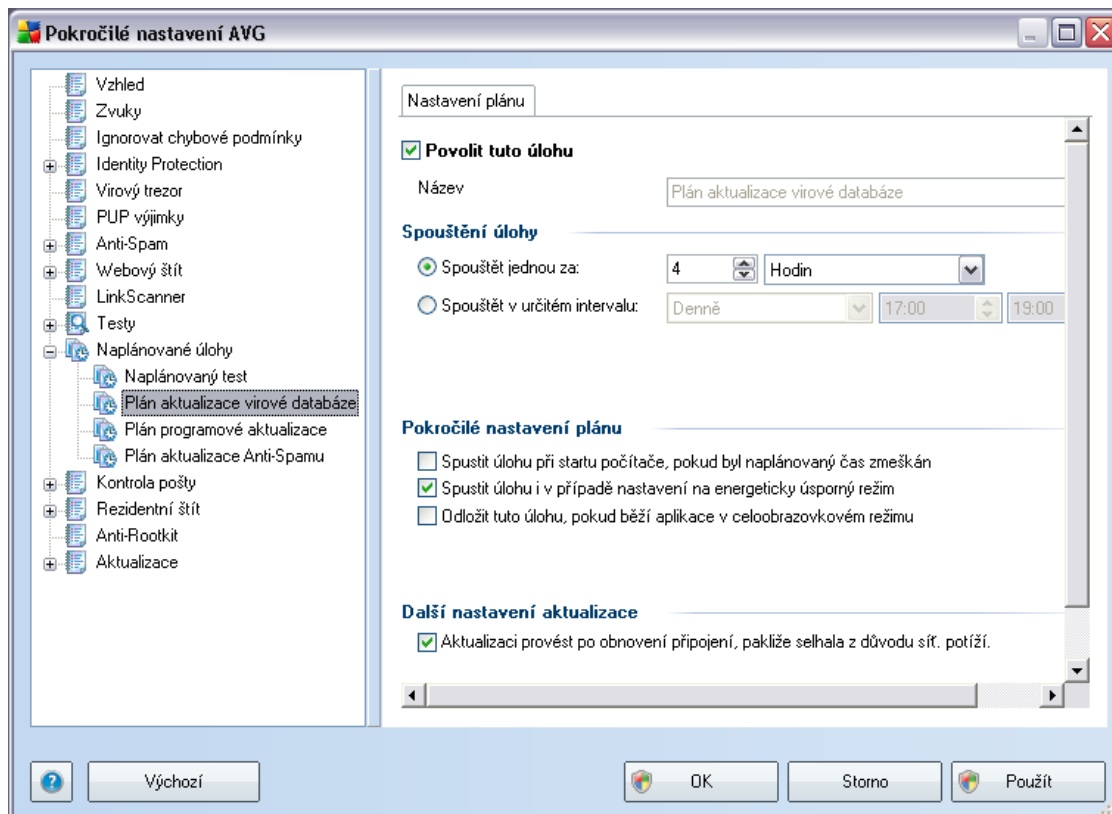 Pokročilé nastavení AVG
Vzhled
Zvuky
Ignorovat chybové podmínky
Identity Protection
Virový trezor
PUP výjimky
Anti-Spam
Webový štít
LinkScanner
Testy
Naplánované úlohy
Naplánovaný test
Plán aktualizace virové databáze
Plán programové aktualizace
Plán aktualizace Anti-Spamu
Kontrola pošty
Rezidentní štít
Anti-Rootkit
Aktualizace
Nastavení plánu
Povolit tuto úlohu
Název Plán aktualizace virové databáze
Spouštění úlohy
Spouštět jednou za: 4 Hodin
Spouštět v určitém intervalu: Denně 17:00 19:00
Pokročilé nastavení plánu
Spustit úlohu při startu počítače, pokud byl naplánovaný čas zmeškán
Spustit úlohu i v případě nastavení na energeticky úsporný režim
Odložit tuto úlohu, pokud běží aplikace v celoobrazovkovém režimu
Další nastavení aktualizace
Aktualizaci provést po obnovení připojení, pakliže selhala z důvodu síť. potíží.
? Výchozí OK Storno Použít